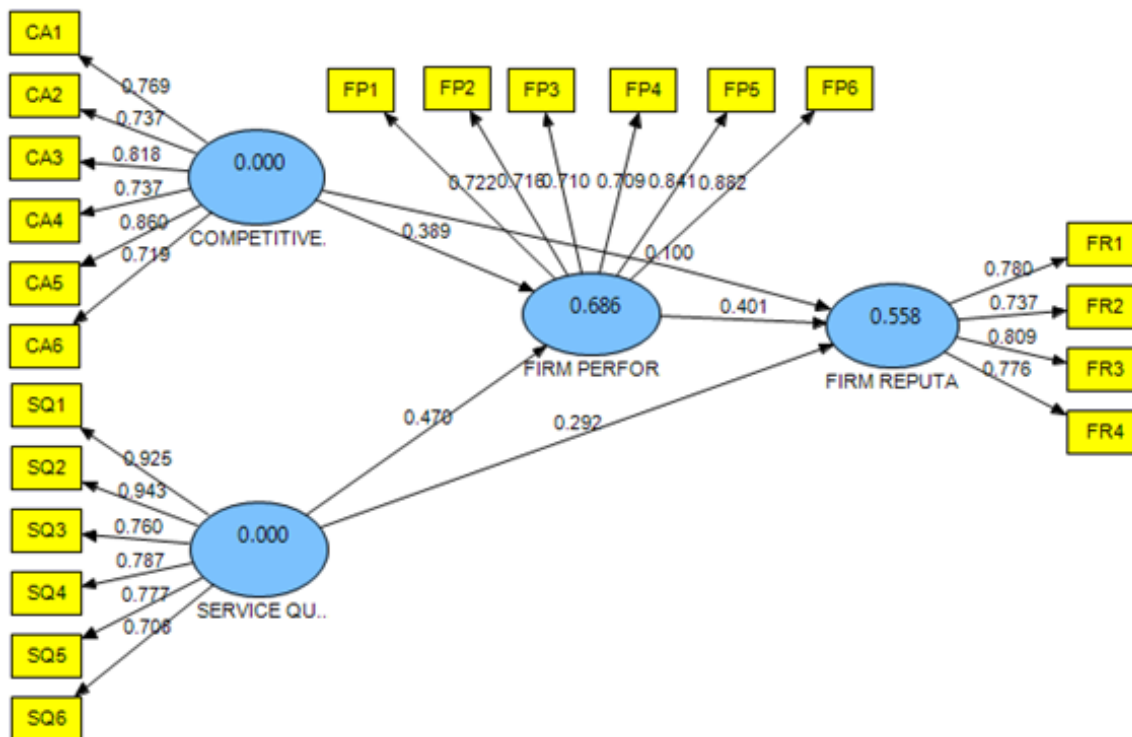 CA1
CA2
CA3
CA4
CA5
CA6
0.769
0.737
0.818
0.737
0.860
0.719
0.000
COMPETITIVE.
FP1
FP2
FP3
FP4
FP5
FP6
0.722
0.716
0.710
0.709
0.841
0.882
0.389
0.100
0.686
FIRM PERFOR
0.401
0.558
FIRM REPUTA
0.780
0.737
0.809
0.776
FR1
FR2
FR3
FR4
0.470
0.292
SQ1
SQ2
SQ3
SQ4
SQ5
SQ6
0.925
0.943
0.760
0.787
0.777
0.706
0.000
SERVICE QU..